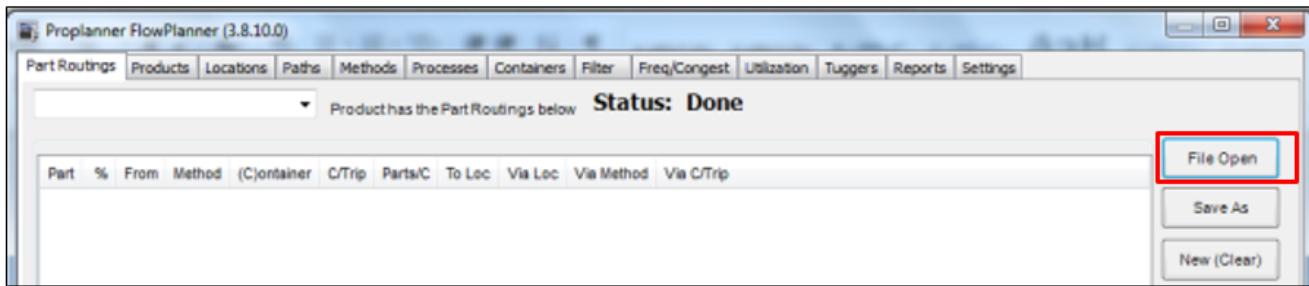 Proplanner FlowPlanner (3.8.10.0)
Part Routings Products Locations Paths Methods Processes Containers Filter Freq/Congest Utilization Tuggers Reports Settings
Product has the Part Routings below Status: Done
File Open
Part % From Method (C)ontainer C/Trip Parts/C To Loc Via Loc Via Method Via C/Trip
Save As
New (Clear)